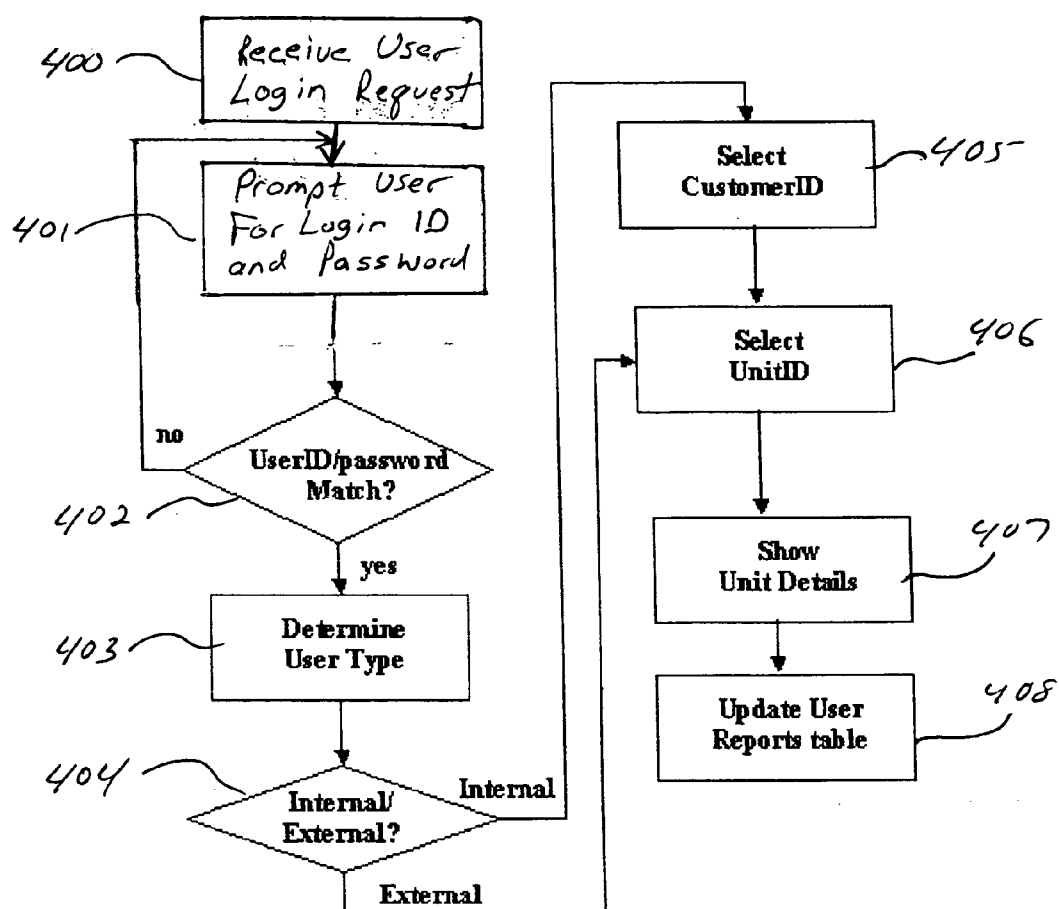 400
Receive User
Login Request
401
Prompt User
For Login ID
and Password
no
UserID/password
Match?
402
yes
403
Determine
User Type
404
Internal/
External?
Internal
External
Select
CustomerID
405
Select
UnitID
406
Show
Unit Details
407
Update User
Reports table
408